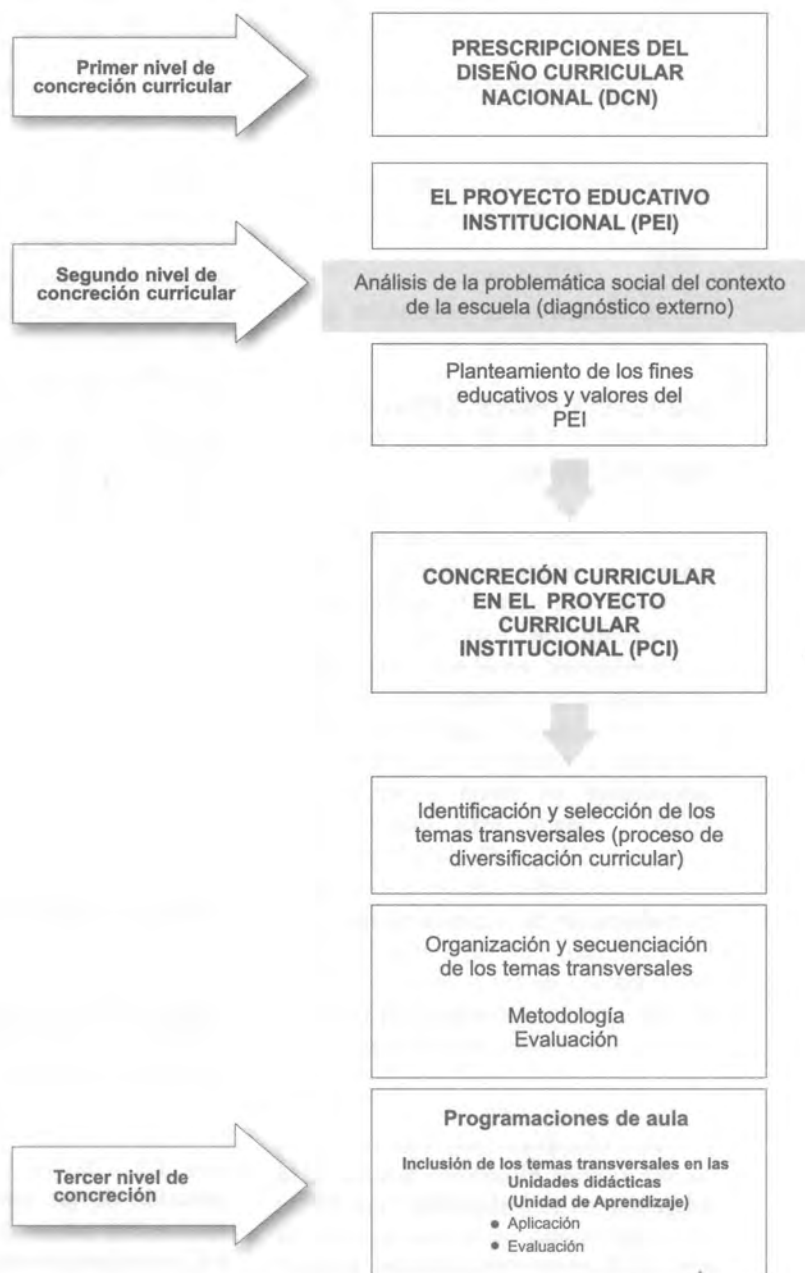 Primer nivel de
concreción curricular
PRESCRIPCIONES DEL
DISEÑO CURRICULAR
NACIONAL (DCN)
EL PROYECTO EDUCATIVO
INSTITUCIONAL (PEI)
Segundo nivel de
concreción curricular
Análisis de la problemática social del contexto
de la escuela (diagnóstico externo)
Planteamiento de los fines
educativos y valores del
PEI
CONCRECIÓN CURRICULAR
EN EL PROYECTO
CURRICULAR
INSTITUCIONAL (PCI)
Identificación y selección de los
temas transversales (proceso de
diversificación curricular)
Organización y secuenciación
de los temas transversales
Metodología
Evaluación
Tercer nivel de
concreción
Programaciones de aula
Inclusión de los temas transversales en las
Unidades didácticas
(Unidad de Aprendizaje)
• Aplicación
• Evaluación